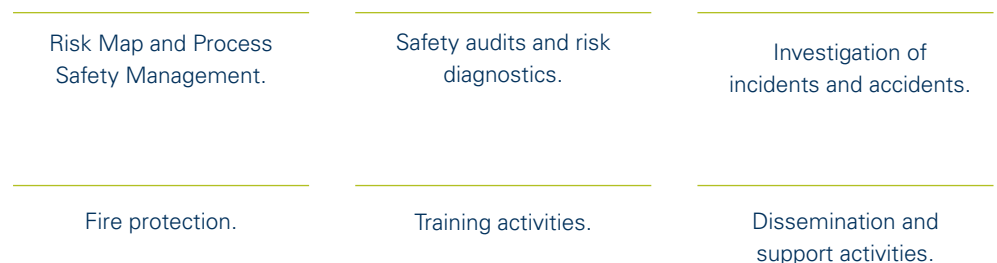 Risk Map and Process
Safety Management.
Safety audits and risk
diagnostics.
Investigation of
incidents and accidents.
Fire protection.
Training activities.
Dissemination and
support activities.